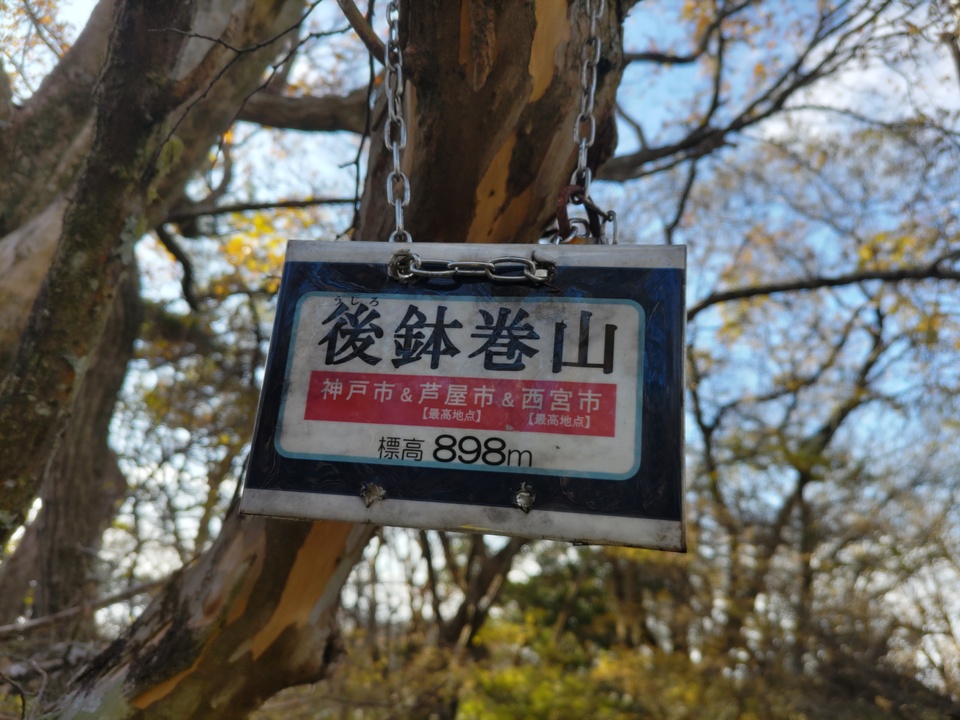 うしろ
後鉢巻山
神戸市&芦屋市&西宮市
【最高地点】 【最高地点】
標高 898m